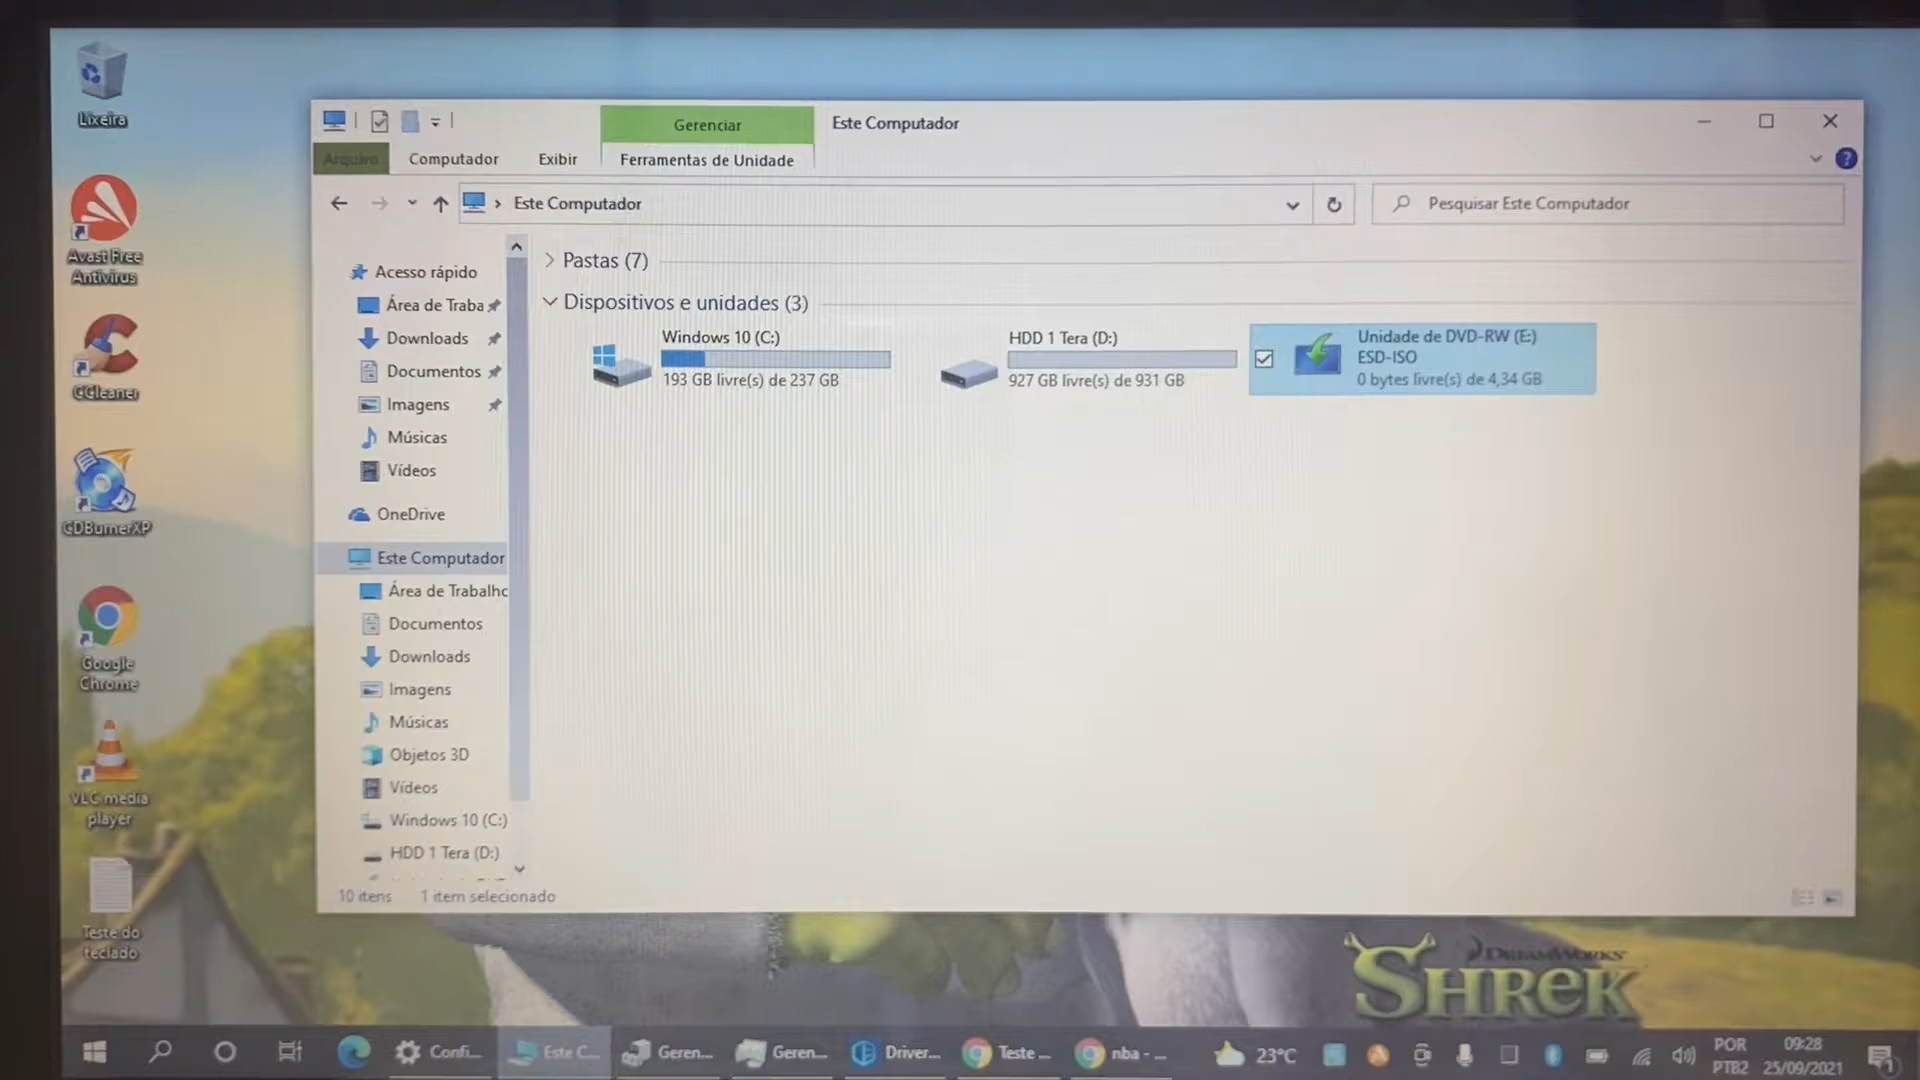 Lixeira
Avast Free
Antivirus
CCleaner
CDBurnerXP
Google
Chrome
VLC media
player
Teste do
teclado
Gerenciar
Este Computador
Arquivo
Computador
Exibir
Ferramentas de Unidade
Este Computador
Pesquisar Este Computador
Acesso rápido
Área de Traba
Downloads
Documentos
Imagens
Músicas
Vídeos
OneDrive
Este Computador
Área de Trabalho
Documentos
Downloads
Imagens
Músicas
Objetos 3D
Vídeos
Windows 10 (C:)
HDD 1 Tera (D:)
Pastas (7)
Dispositivos e unidades (3)
Windows 10 (C:)
193 GB livre(s) de 237 GB
HDD 1 Tera (D:)
927 GB livre(s) de 931 GB
Unidade de DVD-RW (E:)
ESD-ISO
0 bytes livre(s) de 4,34 GB
10 itens
1 item selecionado
DREAMWORKS
SHREK
Confi...
Este C...
Geren...
Geren...
Driver...
Teste ...
nba - ...
23°C
POR
PTB2
09:28
25/09/2021
1